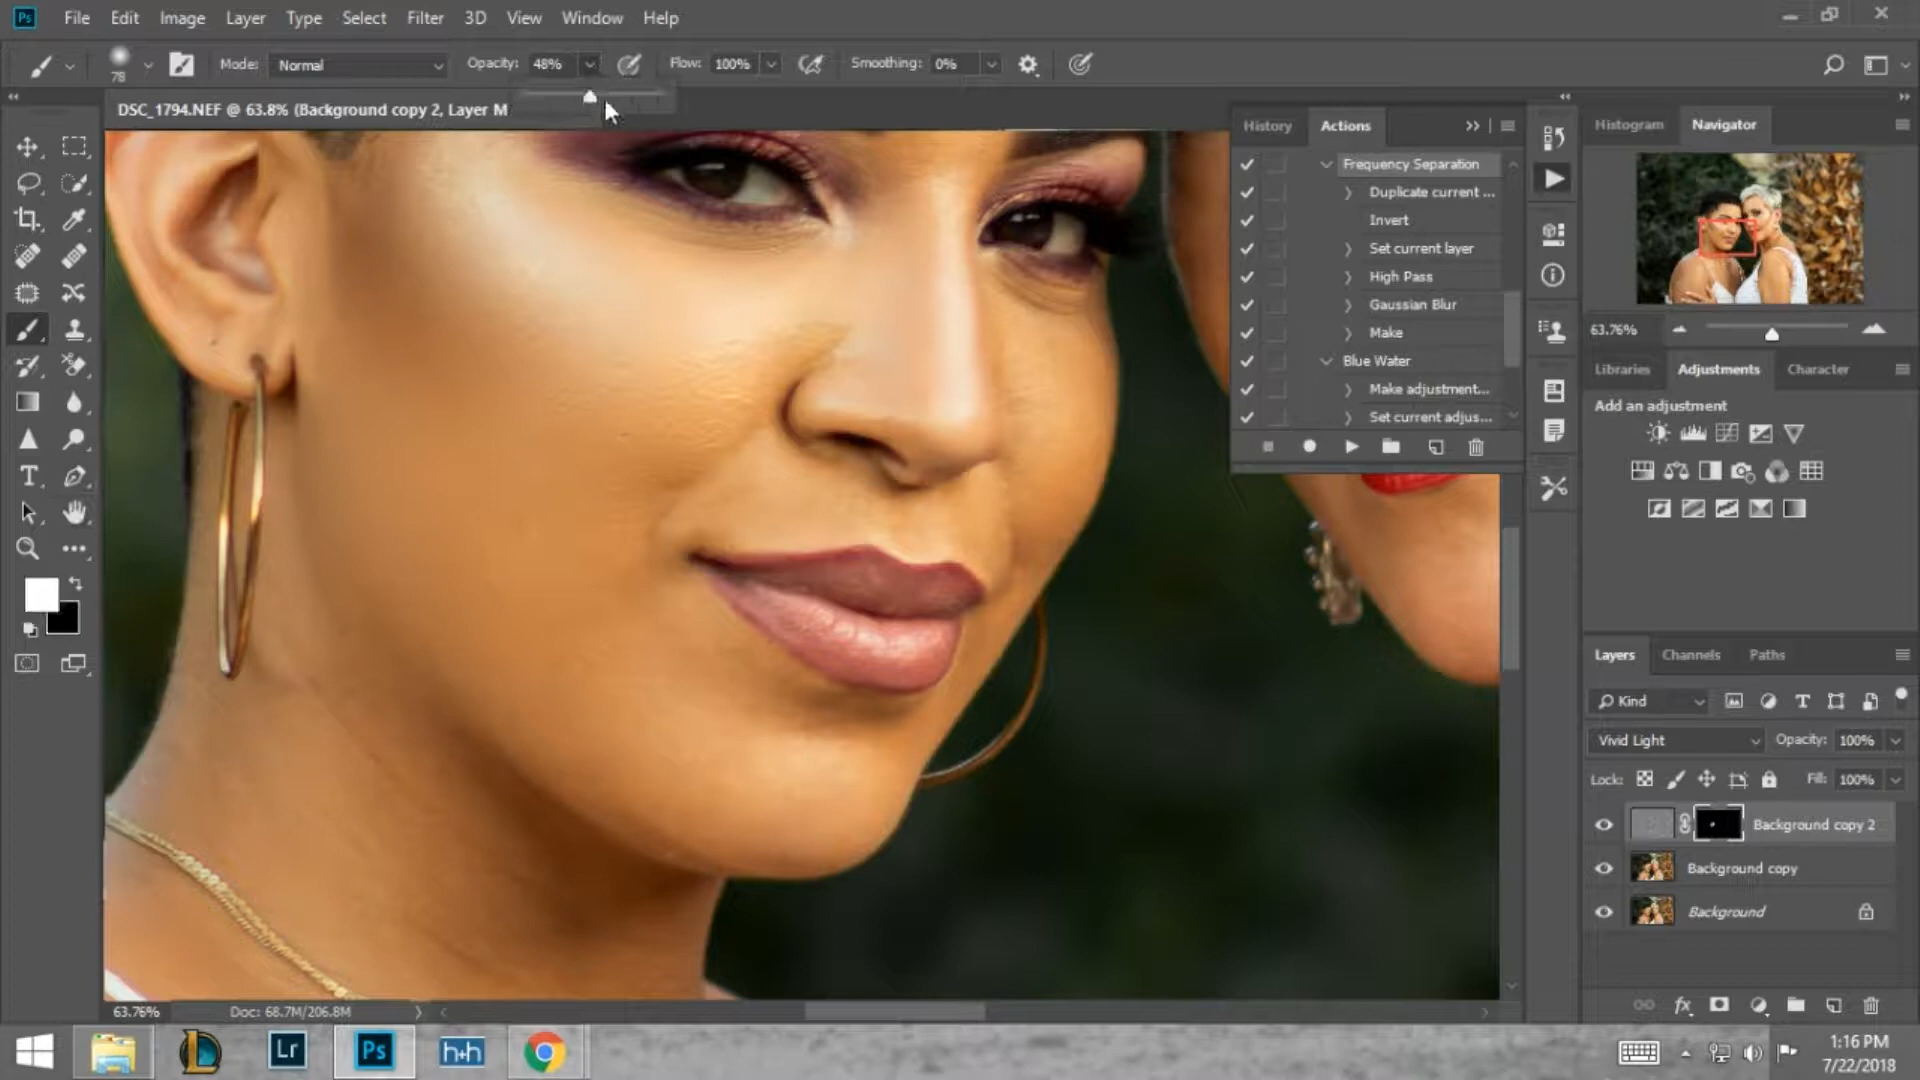 Ps File Edit Image Layer Type Select Filter 3D View Window Help
78 Mode: Normal Opacity: 48% Flow: 100% Smoothing: 0%
DSC_1794.NEF @ 63.8% (Background copy 2, Layer M
History Actions
Frequency Separation
Duplicate current ...
Invert
Set current layer
High Pass
Gaussian Blur
Make
Blue Water
Make adjustment...
Set current adjus...
Histogram Navigator
63.76%
Libraries Adjustments Character
Add an adjustment
Layers Channels Paths
Kind
Vivid Light Opacity: 100%
Lock: Fill: 100%
Background copy 2
Background copy
Background
63.76% Doc: 68.7M/206.8M
Lr Ps h+h
1:16 PM
7/22/2018